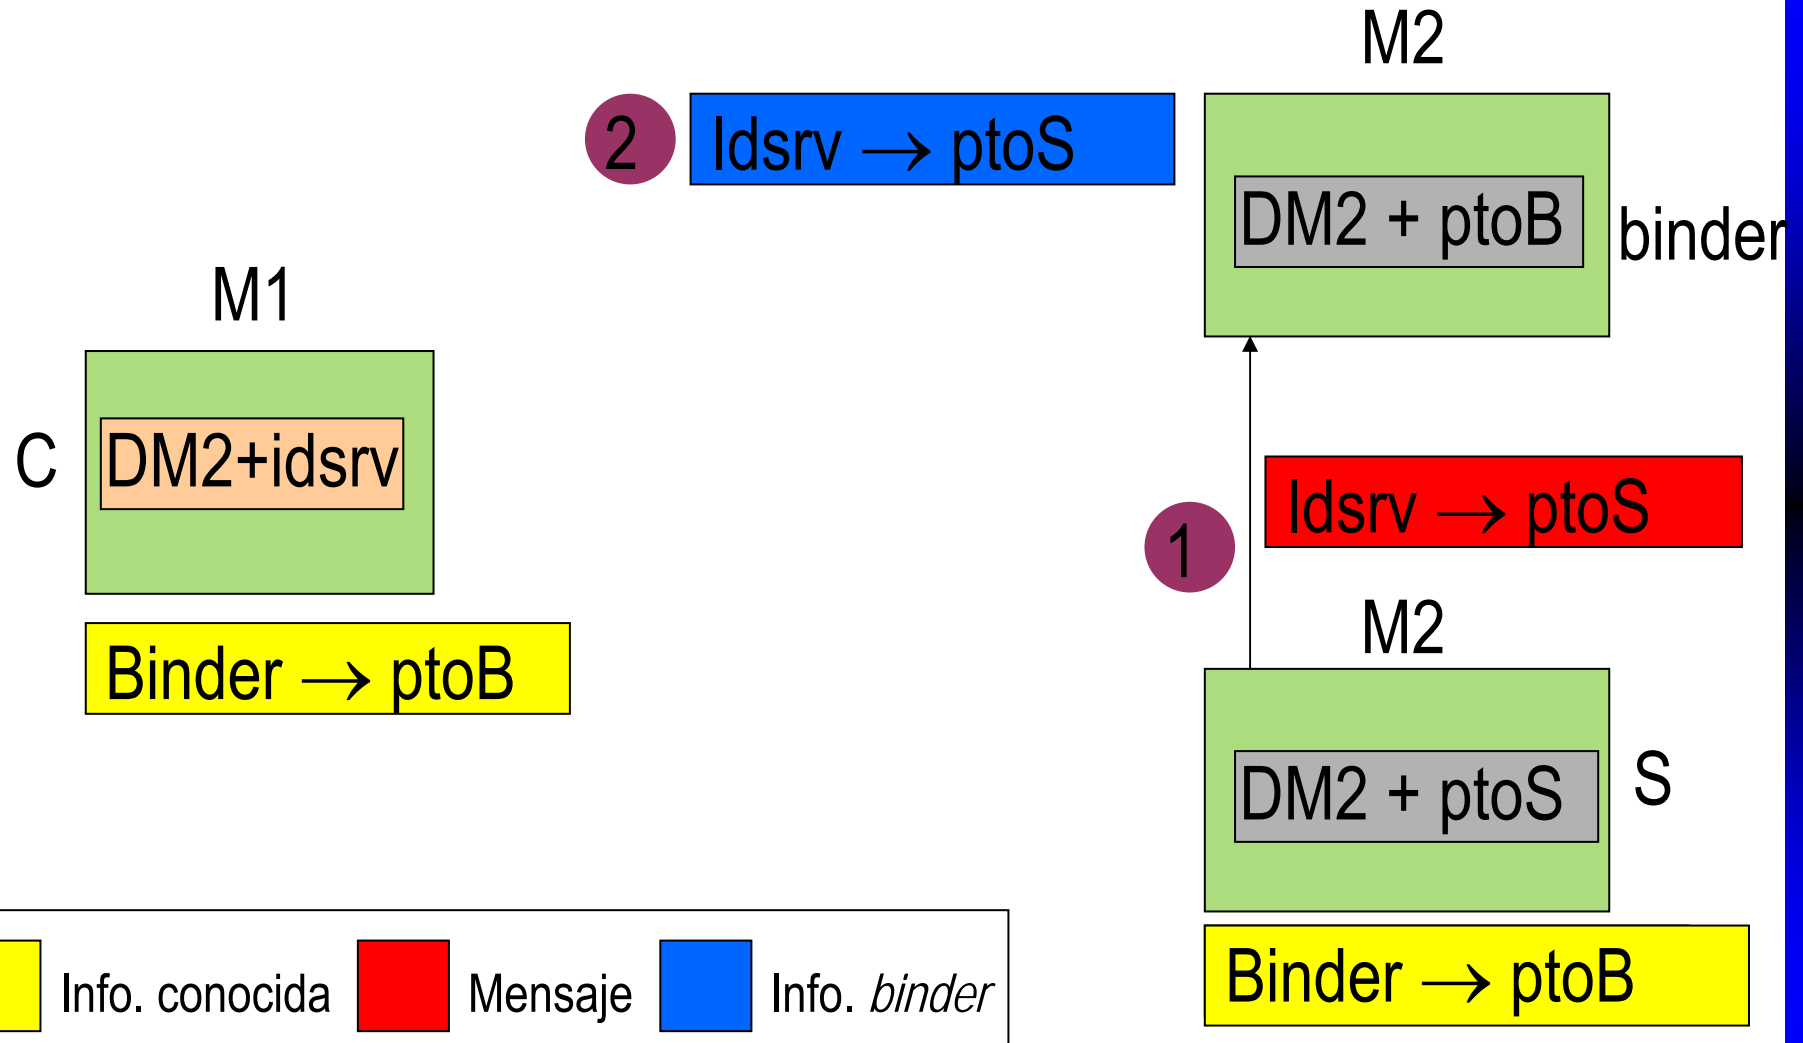 M2
2
Idsrv → ptoS
DM2 + ptoB
binder
M1
C
DM2+idsrv
Idsrv → ptoS
1
Binder → ptoB
M2
DM2 + ptoS
S
Info. conocida
Mensaje
Info. binder
Binder → ptoB